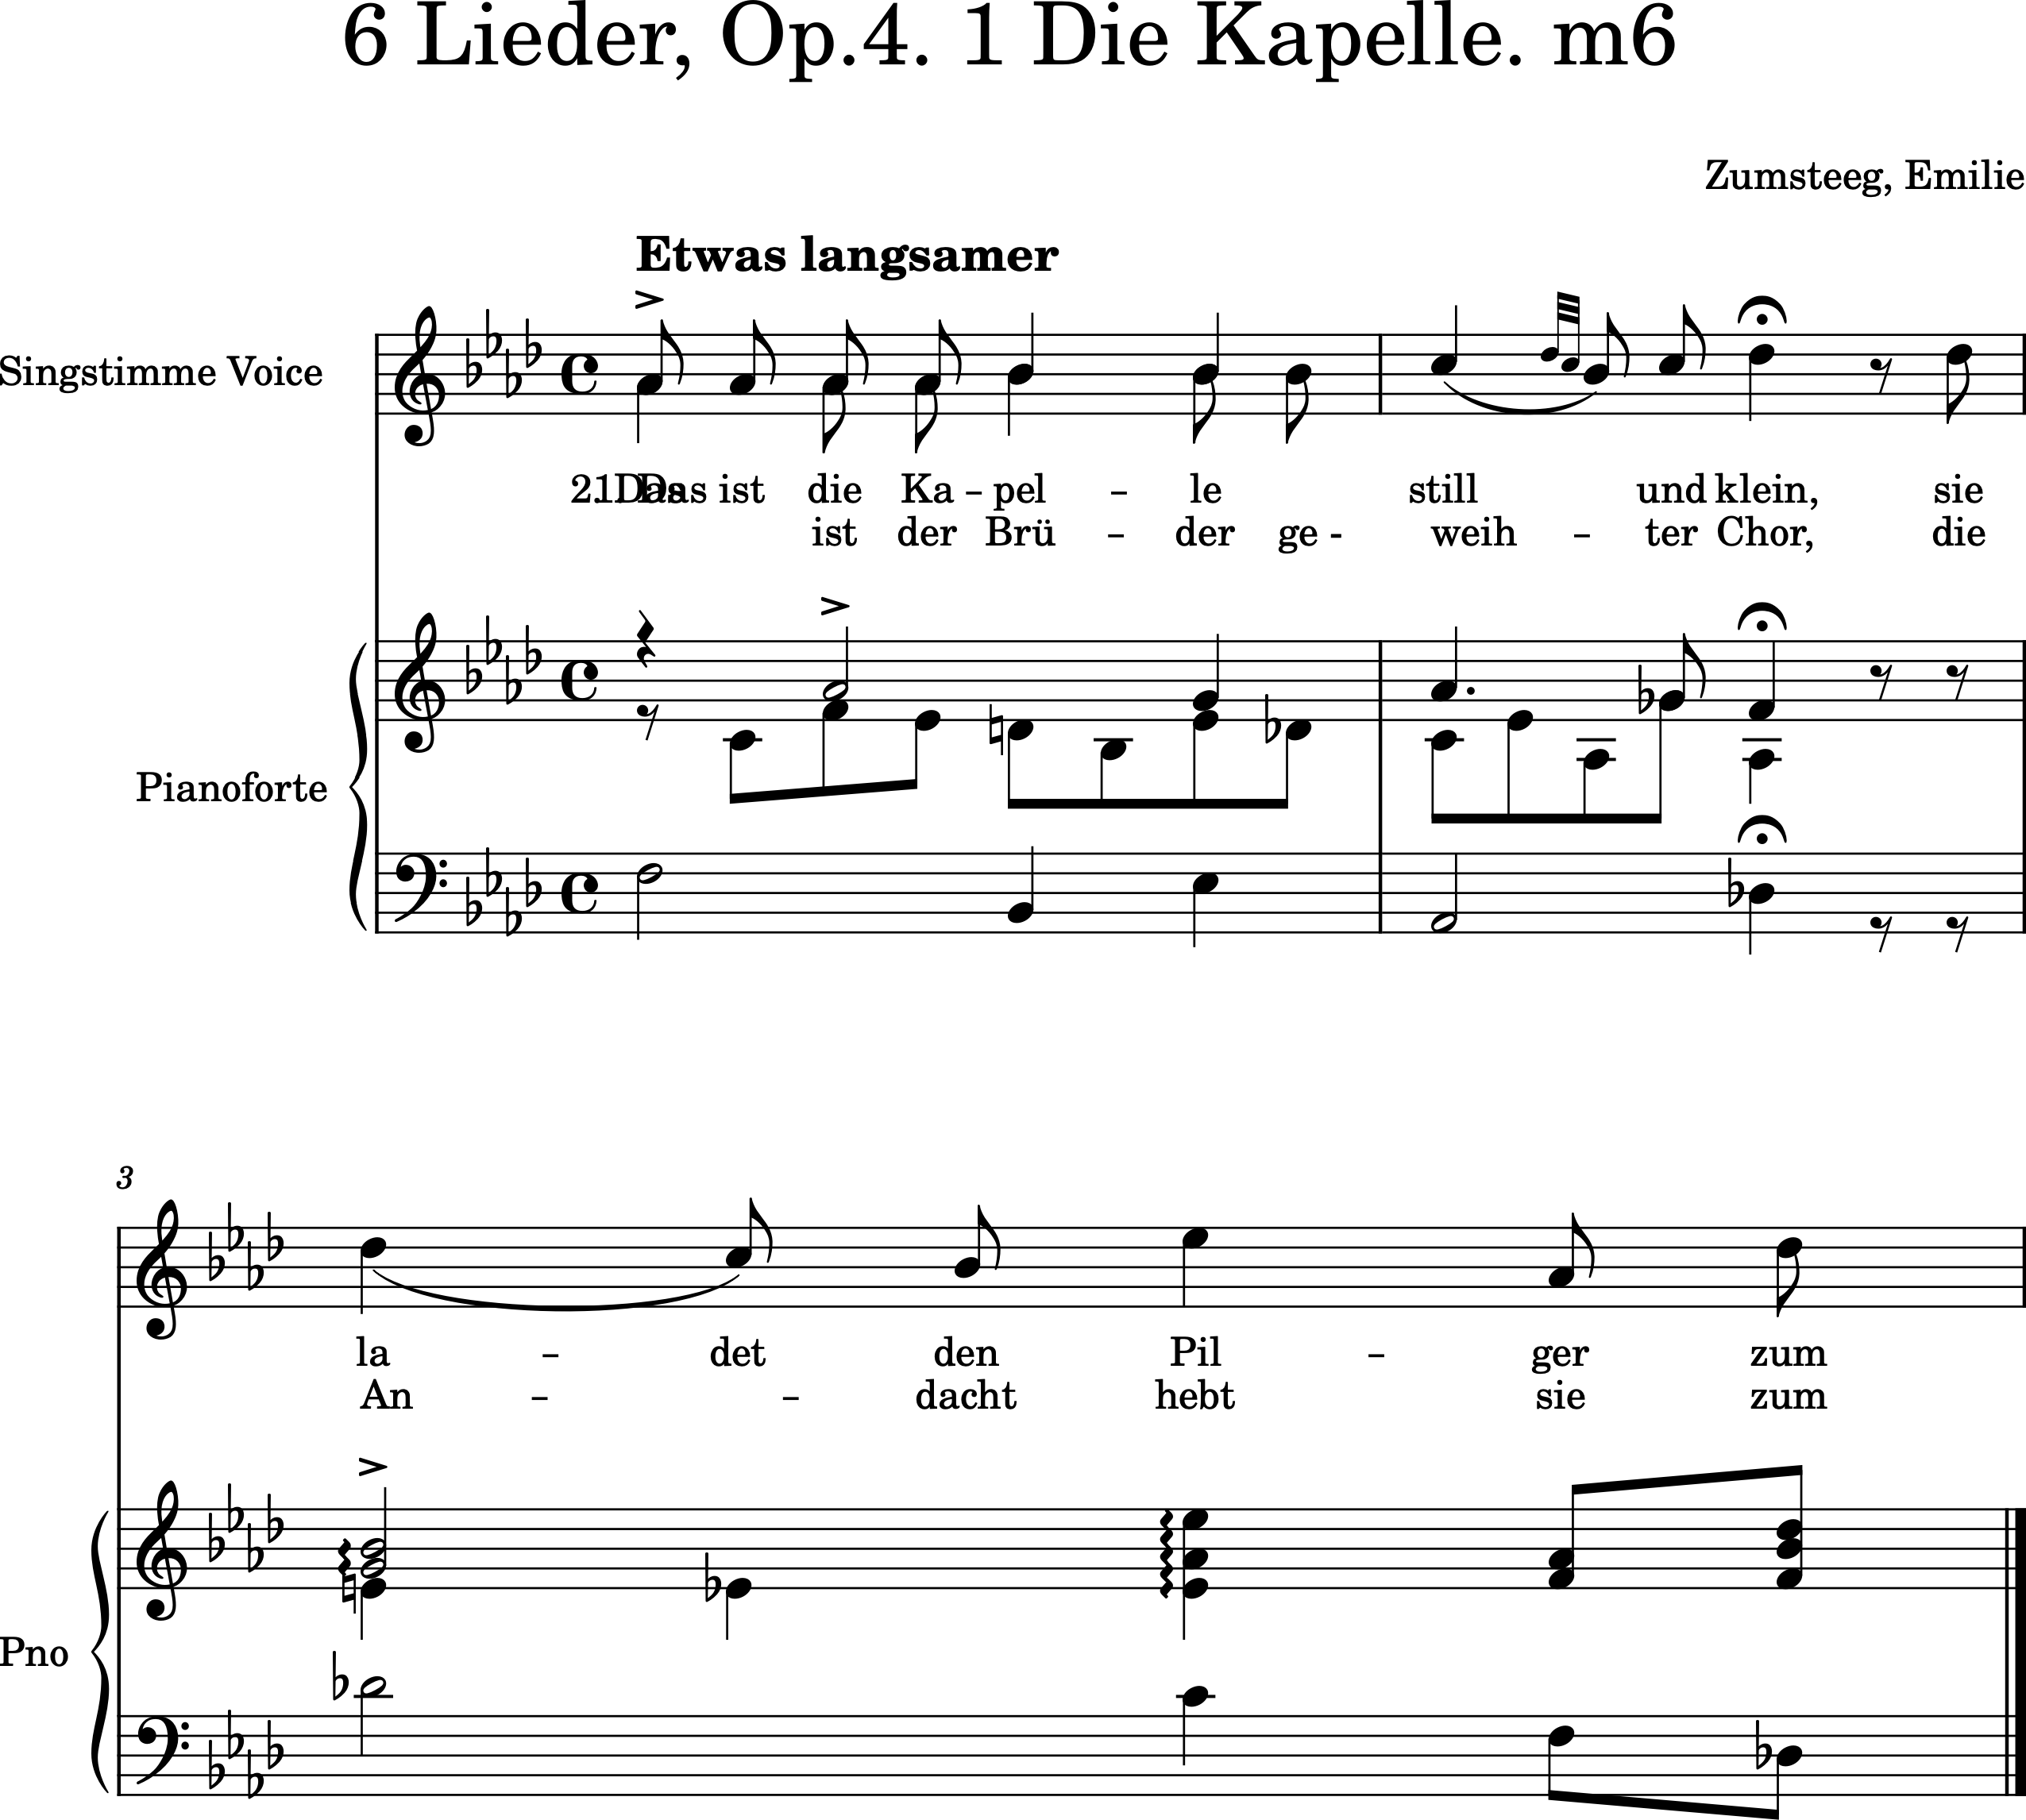 6 Lieder, Op.4. 1 Die Kapelle. m6
Zumsteeg, Emilie
Etwas langsamer
Singstimme Voice
2. Das 1. Das ist die Ka – pel – le still und klein, sie
ist der Brü – der ge - weih – ter Chor, die
Pianoforte
3
la – det den Pil – ger zum
An – – dacht hebt sie zum
Pno